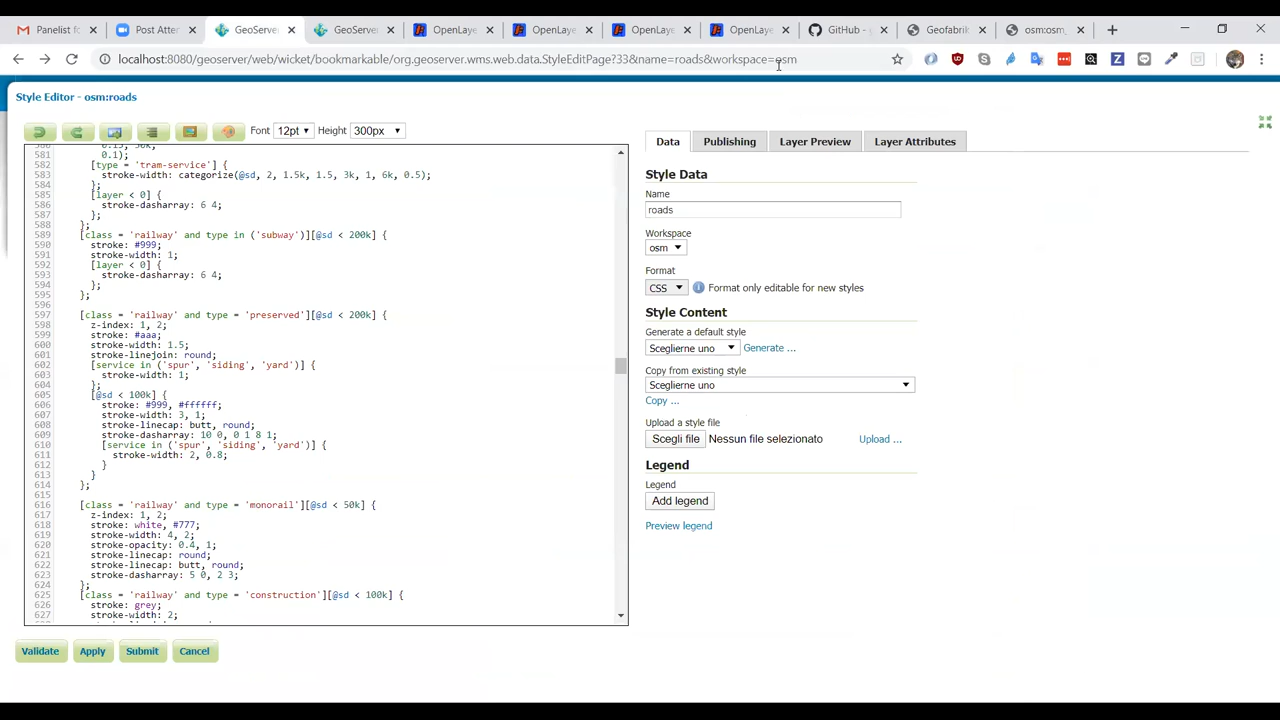 Panelist fo
Post Atten
GeoServer
GeoServer
OpenLaye
OpenLaye
OpenLaye
OpenLaye
GitHub - g
Geofabrik
osm:osm_
localhost:8080/geoserver/web/wicket/bookmarkable/org.geoserver.wms.web.data.StyleEditPage?33&name=roads&workspace=osm
Style Editor - osm:roads
Font 12pt Height 300px
581 0.1);
582 [type = 'tram-service'] {
583 stroke-width: categorize(@sd, 2, 1.5k, 1.5, 3k, 1, 6k, 0.5);
584 };
585 [layer < 0] {
586 stroke-dasharray: 6 4;
587 };
588 };
589 [class = 'railway' and type in ('subway')][@sd < 200k] {
590 stroke: #999;
591 stroke-width: 1;
592 [layer < 0] {
593 stroke-dasharray: 6 4;
594 };
595 };
596
597 [class = 'railway' and type = 'preserved'][@sd < 200k] {
598 z-index: 1, 2;
599 stroke: #aaa;
600 stroke-width: 1.5;
601 stroke-linejoin: round;
602 [service in ('spur', 'siding', 'yard')] {
603 stroke-width: 1;
604 };
605 [@sd < 100k] {
606 stroke: #999, #ffffff;
607 stroke-width: 3, 1;
608 stroke-linecap: butt, round;
609 stroke-dasharray: 10 0, 0 1 8 1;
610 [service in ('spur', 'siding', 'yard')] {
611 stroke-width: 2, 0.8;
612 }
613 }
614 };
615
616 [class = 'railway' and type = 'monorail'][@sd < 50k] {
617 z-index: 1, 2;
618 stroke: white, #777;
619 stroke-width: 4, 2;
620 stroke-opacity: 0.4, 1;
621 stroke-linecap: round;
622 stroke-linecap: butt, round;
623 stroke-dasharray: 5 0, 2 3;
624 };
625 [class = 'railway' and type = 'construction'][@sd < 100k] {
626 stroke: grey;
627 stroke-width: 2;
Validate
Apply
Submit
Cancel
Data
Publishing
Layer Preview
Layer Attributes
Style Data
Name
roads
Workspace
osm
Format
CSS Format only editable for new styles
Style Content
Generate a default style
Sceglierne uno Generate ...
Copy from existing style
Sceglierne uno
Copy ...
Upload a style file
Scegli file Nessun file selezionato Upload ...
Legend
Legend
Add legend
Preview legend